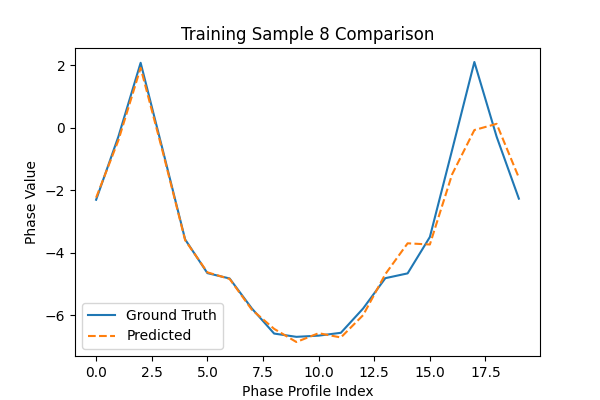 Training Sample 8 Comparison
2
0
−2
−4
−6
Phase Value
Ground Truth
Predicted
0.0 2.5 5.0 7.5 10.0 12.5 15.0 17.5
Phase Profile Index